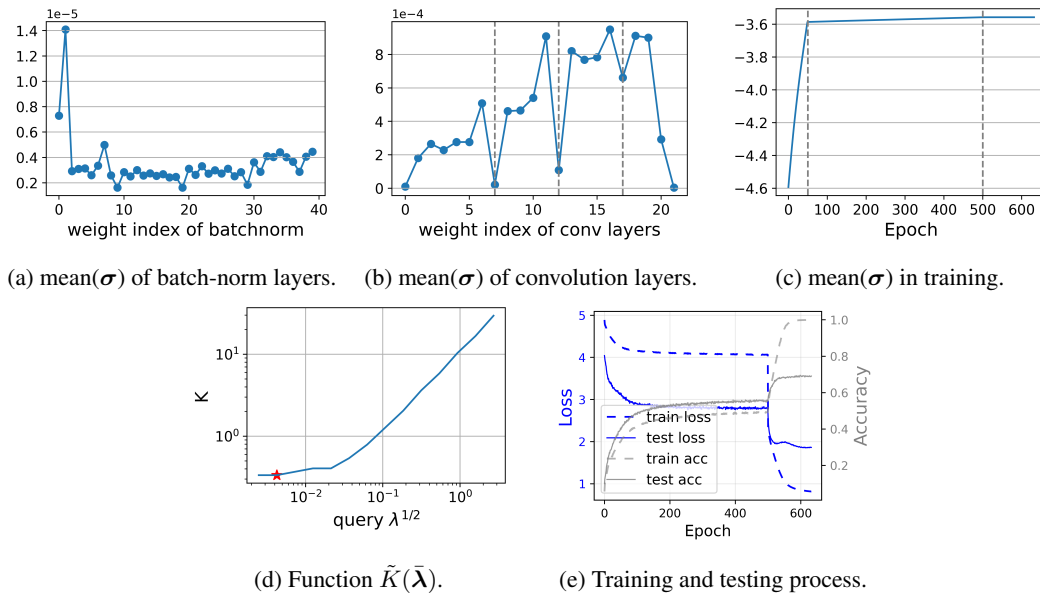 1e−5
1.4
1.2
1.0
0.8
0.6
0.4
0.2
0 10 20 30 40
weight index of batchnorm
1e−4
8
6
4
2
0
0 5 10 15 20
weight index of conv layers
−3.6
−3.8
−4.0
−4.2
−4.4
−4.6
0 100 200 300 400 500 600
Epoch
(a) mean(σ) of batch-norm layers.
(b) mean(σ) of convolution layers.
(c) mean(σ) in training.
K
10¹
10⁰
10⁻² 10⁻¹ 10⁰
query λ^{1/2}
Loss
5
4
3
2
1
train loss
test loss
train acc
test acc
0 200 400 600
Epoch
1.0
0.8
0.6
0.4
0.2
Accuracy
(d) Function K̃(λ̄).
(e) Training and testing process.